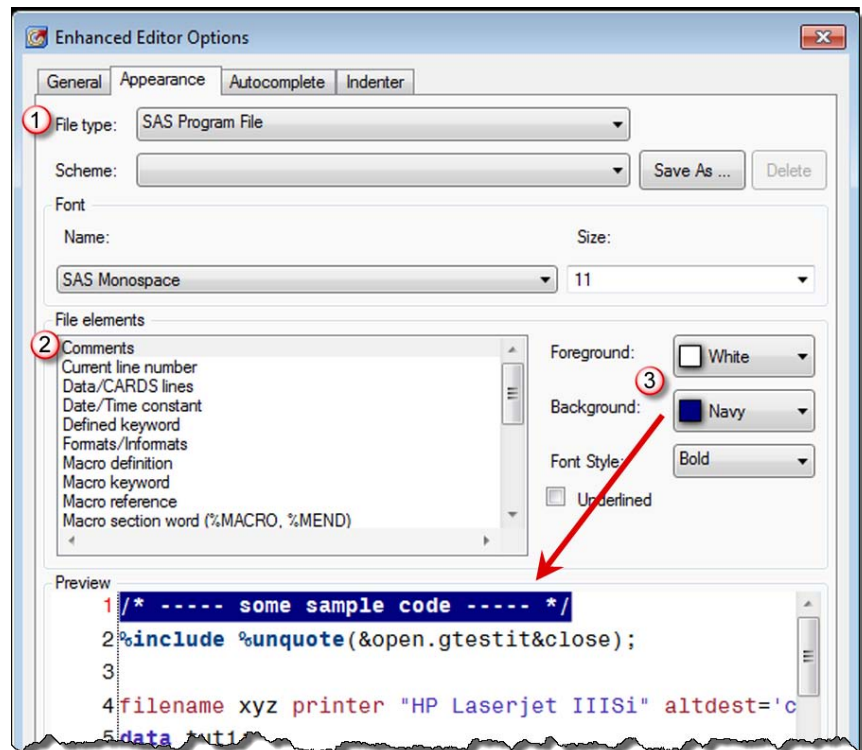 Enhanced Editor Options
General Appearance Autocomplete Indenter
1 File type: SAS Program File
Scheme: Save As ... Delete
Font
Name: Size:
SAS Monospace 11
File elements
2 Comments
Current line number
Data/CARDS lines
Date/Time constant
Defined keyword
Formats/Informats
Macro definition
Macro keyword
Macro reference
Macro section word (%MACRO, %MEND)
Foreground: White
3
Background: Navy
Font Style: Bold
Underlined
Preview
1 /* ----- some sample code ----- */
2 %include %unquote(&open.gtestit&close);
3
4 filename xyz printer "HP Laserjet IIISi" altdest='c
5 data